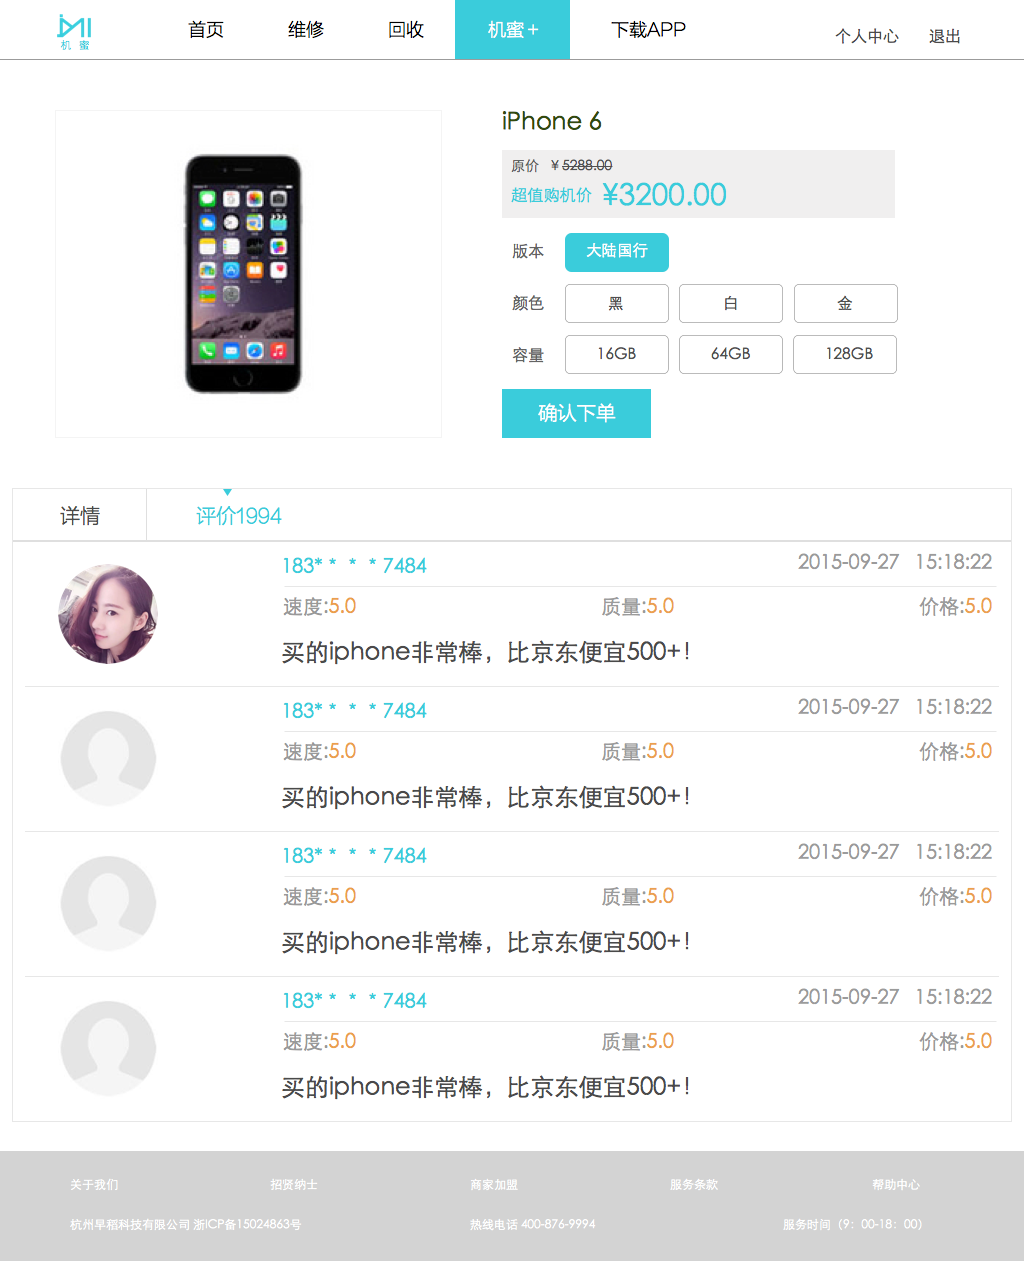 机 蜜
首页 维修 回收 机蜜+ 下载APP 个人中心 退出
iPhone 6
原价 ¥ 5288.00
超值购机价 ¥3200.00
版本 大陆国行
颜色 黑 白 金
容量 16GB 64GB 128GB
确认下单
详情 评价1994
183* * * * 7484 2015-09-27 15:18:22
速度:5.0 质量:5.0 价格:5.0
买的iphone非常棒，比京东便宜500+！
183* * * * 7484 2015-09-27 15:18:22
速度:5.0 质量:5.0 价格:5.0
买的iphone非常棒，比京东便宜500+！
183* * * * 7484 2015-09-27 15:18:22
速度:5.0 质量:5.0 价格:5.0
买的iphone非常棒，比京东便宜500+！
183* * * * 7484 2015-09-27 15:18:22
速度:5.0 质量:5.0 价格:5.0
买的iphone非常棒，比京东便宜500+！
关于我们 招贤纳士 商家加盟 服务条款 帮助中心
杭州早稻科技有限公司 浙ICP备15024863号 热线电话 400-876-9994 服务时间（9：00-18：00）